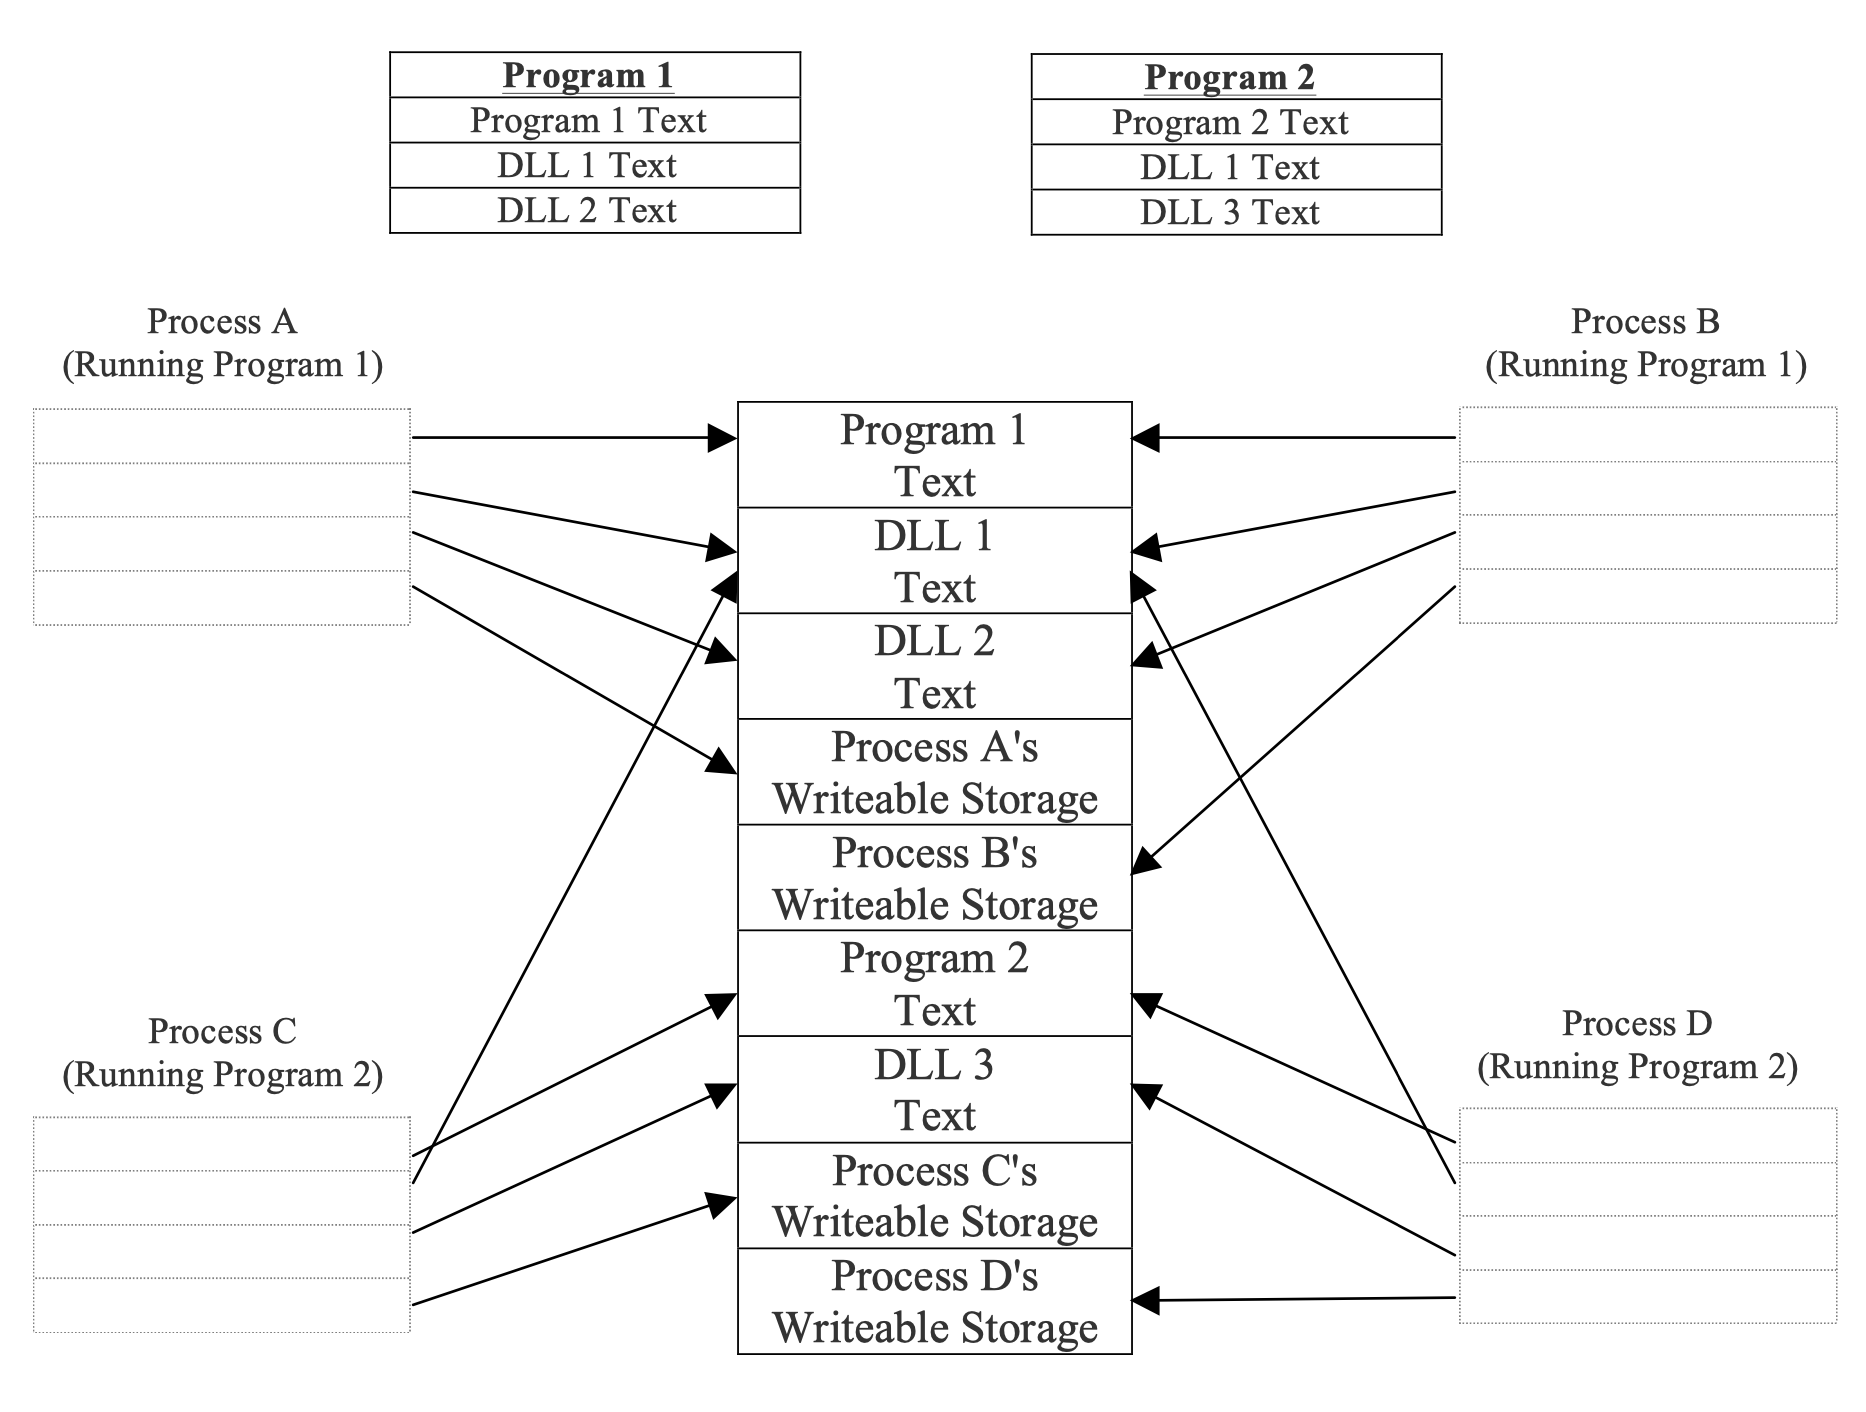 Program 1
Program 1 Text
DLL 1 Text
DLL 2 Text
Program 2
Program 2 Text
DLL 1 Text
DLL 3 Text
Process A
(Running Program 1)
Process B
(Running Program 1)
Program 1
Text
DLL 1
Text
DLL 2
Text
Process A's
Writeable Storage
Process B's
Writeable Storage
Program 2
Text
DLL 3
Text
Process C's
Writeable Storage
Process D's
Writeable Storage
Process C
(Running Program 2)
Process D
(Running Program 2)